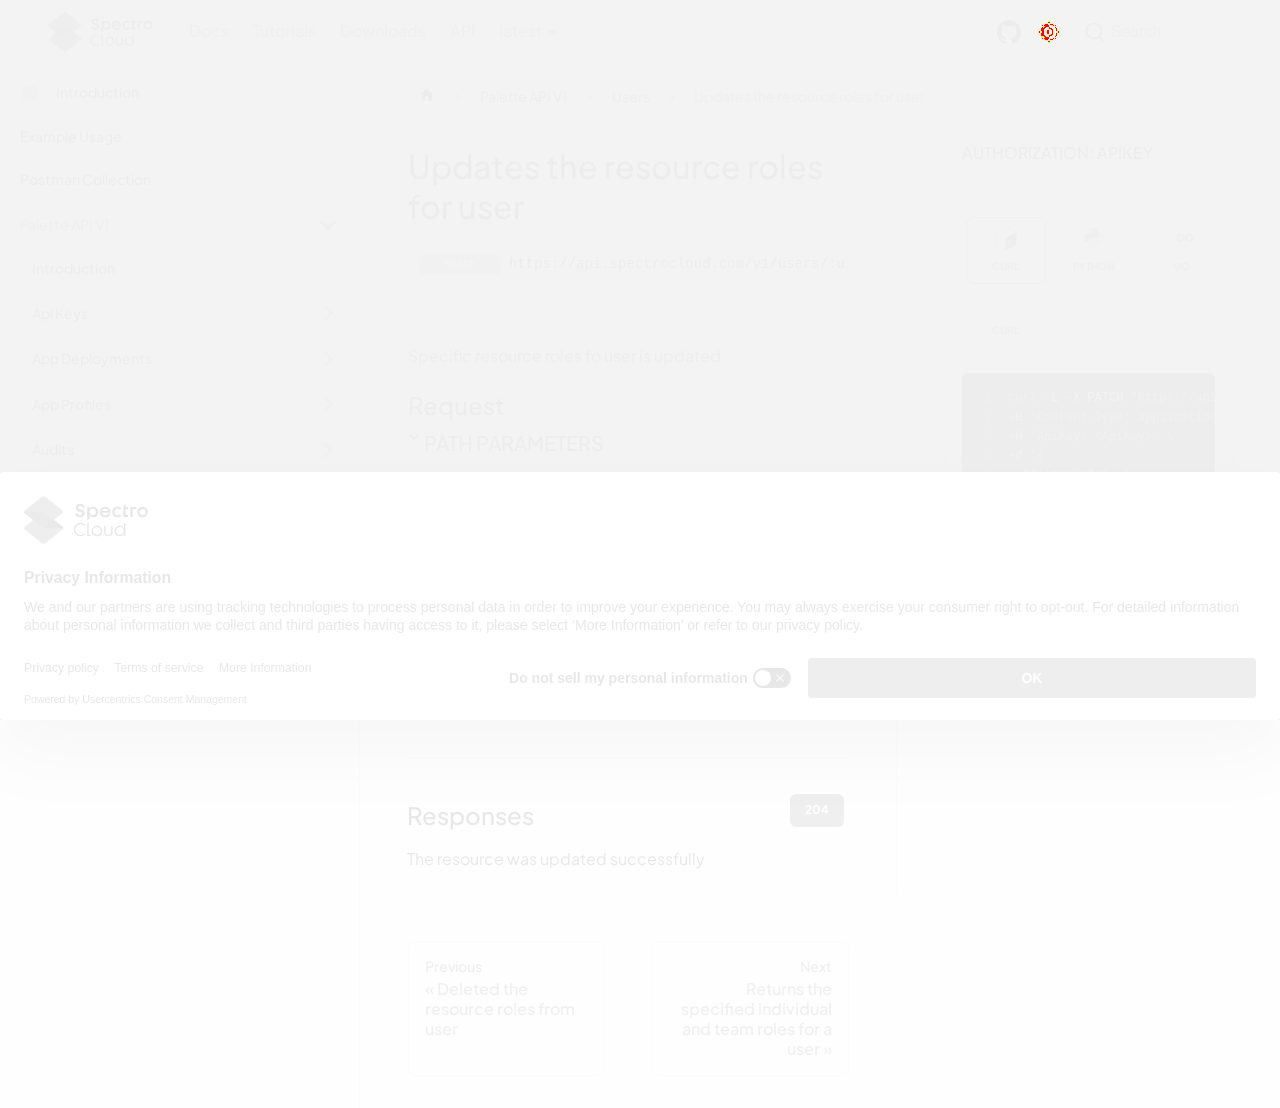 Spectro
Cloud
Docs
Tutorials
Downloads
API
latest
Search
Introduction
Example Usage
Postman Collection
Palette API V1
Introduction
Api Keys
App Deployments
App Profiles
Audits
Palette API V1
Users
Updates the resource roles for user
Updates the resource roles
for user
https://api.spectrocloud.com/v1/users/:u
Specific resource roles fo user is updated
Request
PATH PARAMETERS
AUTHORIZATION: APIKEY
CURL
PYTHON
GO
CURL
Spectro
Cloud
Privacy Information
We and our partners are using tracking technologies to process personal data in order to improve your experience. You may always exercise your consumer right to opt-out. For detailed information
about personal information we collect and third parties having access to it, please select ‘More Information’ or refer to our privacy policy.
Privacy policy
Terms of service
More Information
Do not sell my personal information
OK
Powered by Usercentrics Consent Management
Responses
204
The resource was updated successfully
Previous
« Deleted the
resource roles from
user
Next
Returns the
specified individual
and team roles for a
user »